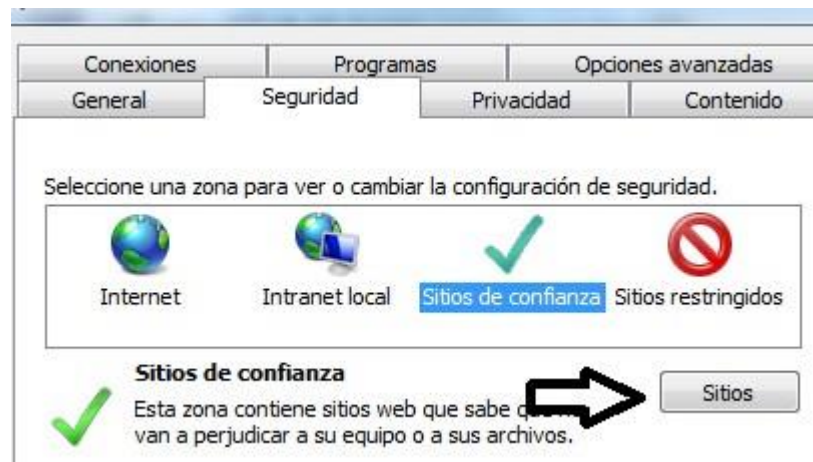 Conexiones Programas Opciones avanzadas
General Seguridad Privacidad Contenido
Seleccione una zona para ver o cambiar la configuración de seguridad.
Internet Intranet local Sitios de confianza Sitios restringidos
Sitios de confianza
Esta zona contiene sitios web que sabe
Sitios
van a perjudicar a su equipo o a sus archivos.